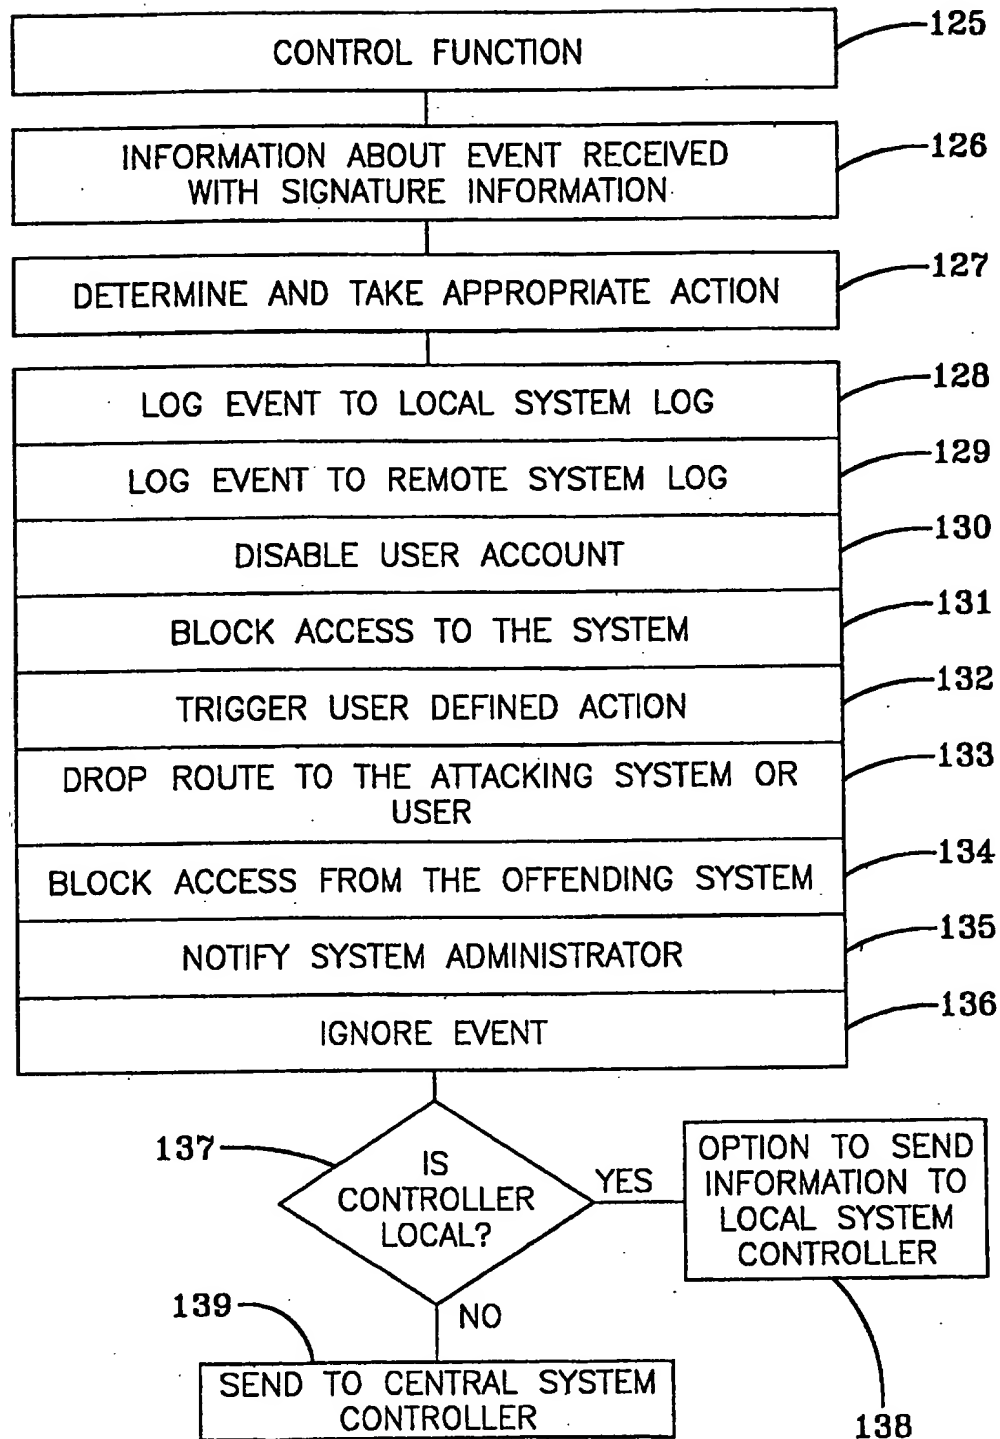 CONTROL FUNCTION
125
INFORMATION ABOUT EVENT RECEIVED
WITH SIGNATURE INFORMATION
126
DETERMINE AND TAKE APPROPRIATE ACTION
127
LOG EVENT TO LOCAL SYSTEM LOG
128
LOG EVENT TO REMOTE SYSTEM LOG
129
DISABLE USER ACCOUNT
130
BLOCK ACCESS TO THE SYSTEM
131
TRIGGER USER DEFINED ACTION
132
DROP ROUTE TO THE ATTACKING SYSTEM OR
USER
133
BLOCK ACCESS FROM THE OFFENDING SYSTEM
134
NOTIFY SYSTEM ADMINISTRATOR
135
IGNORE EVENT
136
137
IS
CONTROLLER
LOCAL?
YES
OPTION TO SEND
INFORMATION TO
LOCAL SYSTEM
CONTROLLER
138
NO
139
SEND TO CENTRAL SYSTEM
CONTROLLER